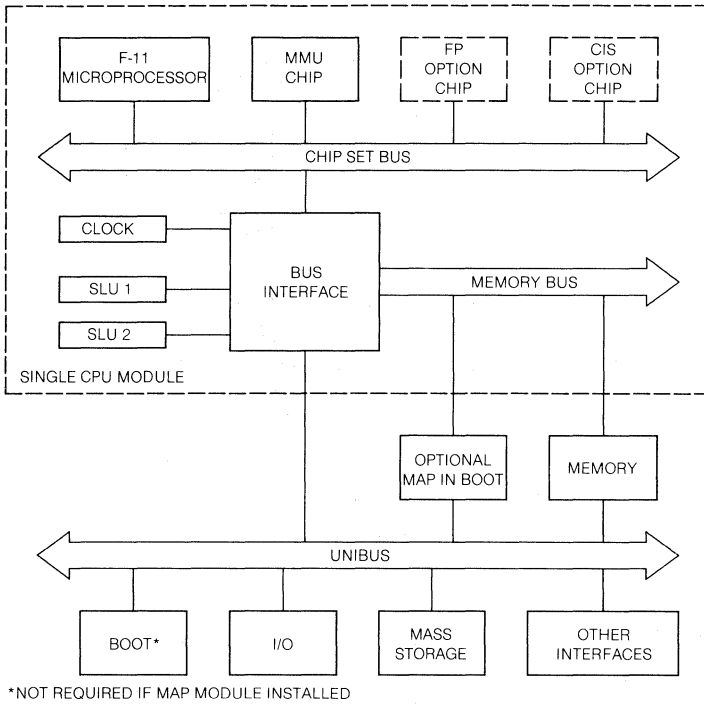 F-11
MICROPROCESSOR
MMU
CHIP
FP
OPTION
CHIP
CIS
OPTION
CHIP
CHIP SET BUS
CLOCK
SLU 1
SLU 2
BUS
INTERFACE
MEMORY BUS
SINGLE CPU MODULE
OPTIONAL
MAP IN BOOT
MEMORY
UNIBUS
BOOT*
I/O
MASS
STORAGE
OTHER
INTERFACES
*NOT REQUIRED IF MAP MODULE INSTALLED